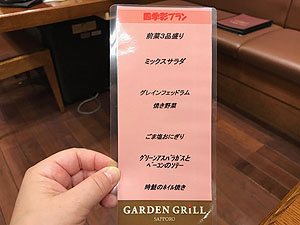 四季彩プラン
前菜3品盛り
ミックスサラダ
グレインフェッドラム
焼き野菜
ごま塩おにぎり
グリーンアスパラガスと
ベーコンのソテー
時鮭のホイル焼き
GARDEN GRiLL
SAPPORO